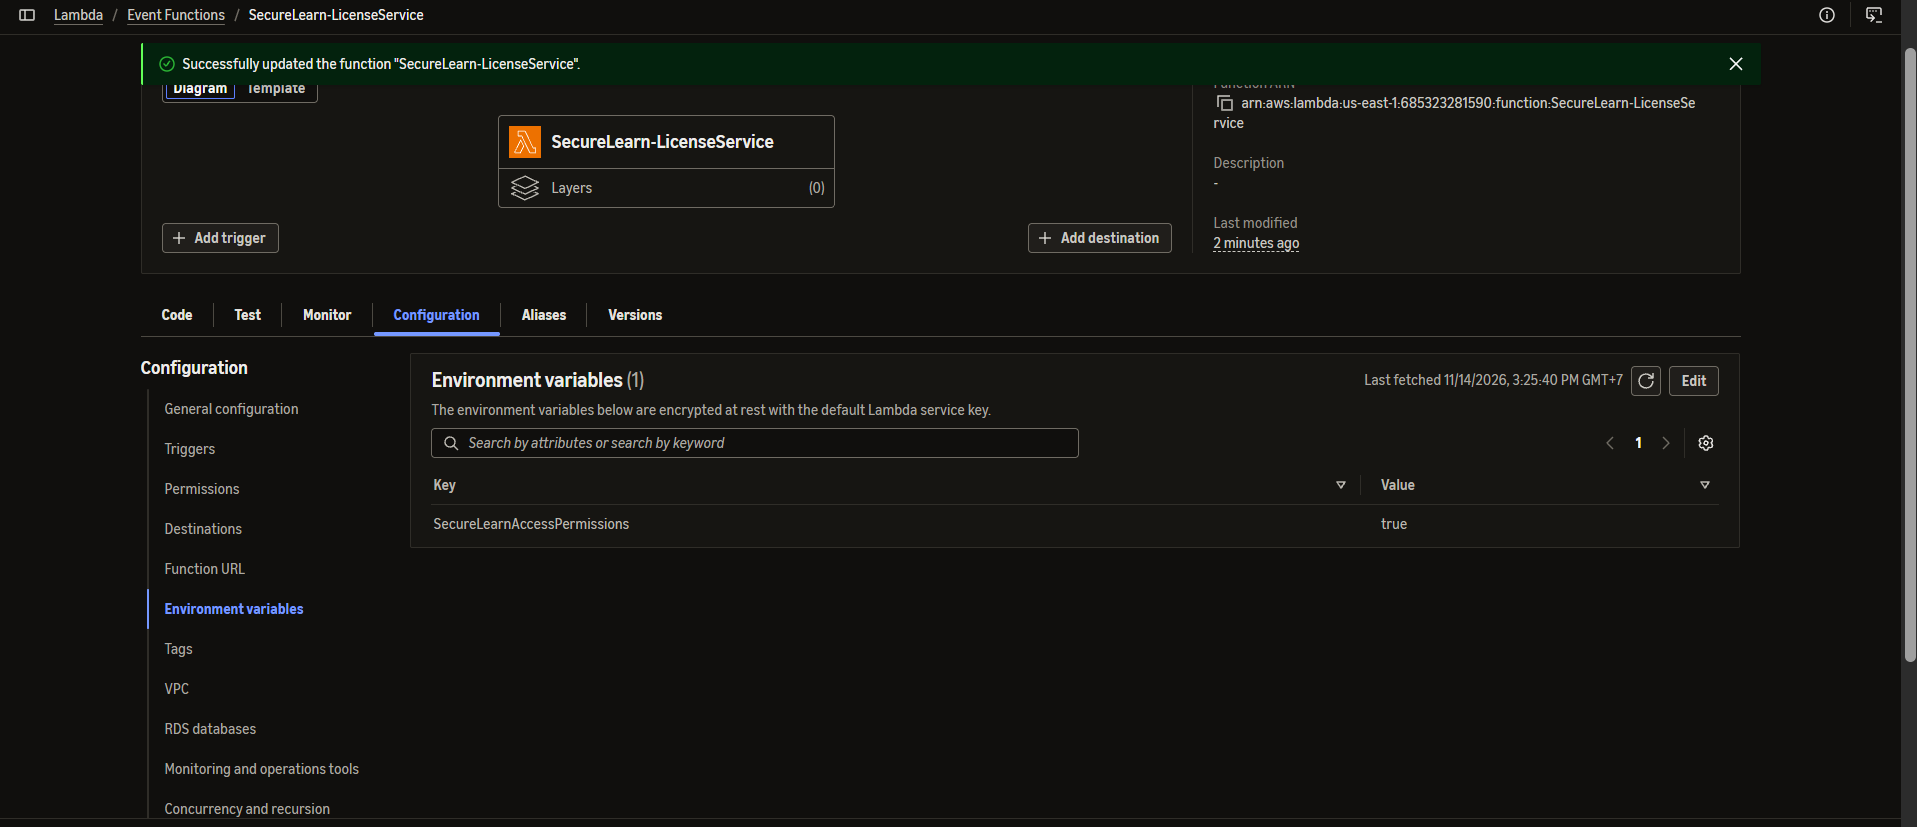 Lambda / Event Functions / SecureLearn-LicenseService
Successfully updated the function "SecureLearn-LicenseService".
Diagram Template
Function ARN
arn:aws:lambda:us-east-1:685323281590:function:SecureLearn-LicenseSe
rvice
SecureLearn-LicenseService
Layers (0)
Description
-
Last modified
2 minutes ago
+ Add trigger
+ Add destination
Code Test Monitor Configuration Aliases Versions
Configuration
General configuration
Triggers
Permissions
Destinations
Function URL
Environment variables
Tags
VPC
RDS databases
Monitoring and operations tools
Concurrency and recursion
Environment variables (1)
Last fetched 11/14/2026, 3:25:40 PM GMT+7
Edit
The environment variables below are encrypted at rest with the default Lambda service key.
Search by attributes or search by keyword
1
Key Value
SecureLearnAccessPermissions true